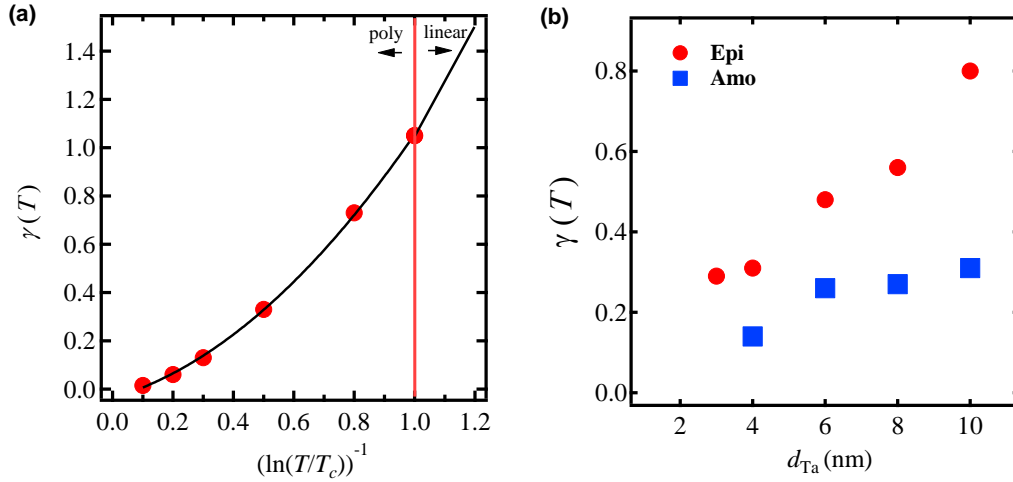 (a)
poly linear
1.4
1.2
1.0
0.8
0.6
0.4
0.2
0.0
γ(T)
0.0 0.2 0.4 0.6 0.8 1.0 1.2
(ln(T/Tc))⁻¹
(b)
Epi
Amo
0.8
0.6
0.4
0.2
0.0
γ(T)
2 4 6 8 10
dTa (nm)